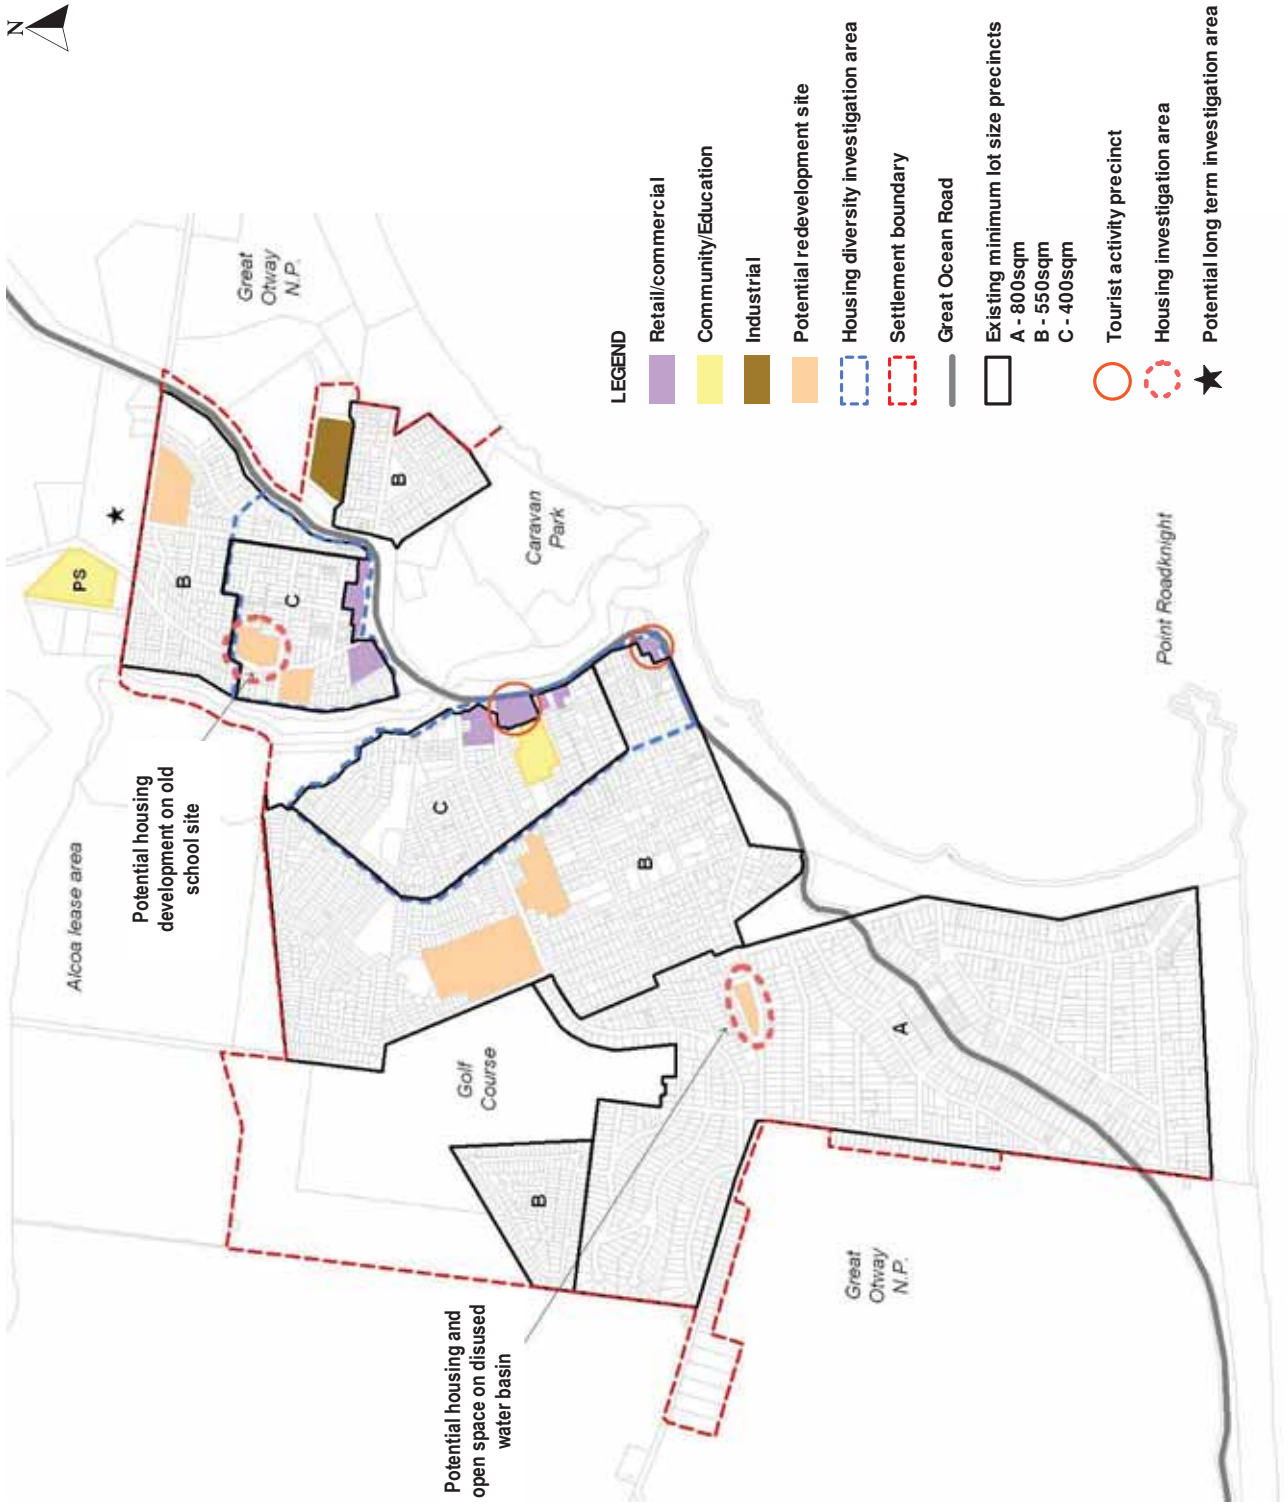 N
Great
Otway
N.P.
PS
B
C
B
Caravan
Park
Potential housing
development on old
school site
Alcoa lease area
C
B
Point Roadknight
Golf
Course
A
B
Great
Otway
N.P.
Potential housing and
open space on disused
water basin
LEGEND
Retail/commercial
Community/Education
Industrial
Potential redevelopment site
Housing diversity investigation area
Settlement boundary
Great Ocean Road
Existing minimum lot size precincts
A - 800sqm
B - 550sqm
C - 400sqm
Tourist activity precinct
Housing investigation area
Potential long term investigation area